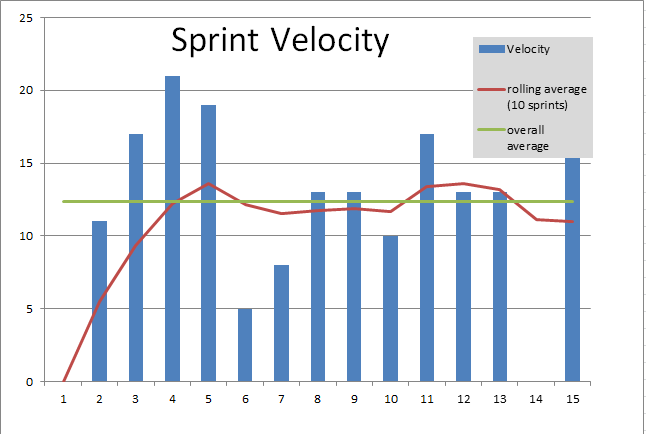 Sprint Velocity
Velocity
rolling average
(10 sprints)
overall
average
25
20
15
10
5
0
1 2 3 4 5 6 7 8 9 10 11 12 13 14 15